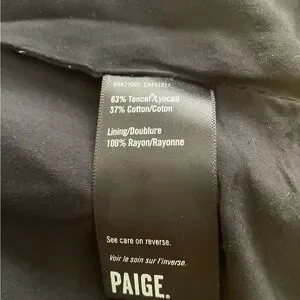 63% Tencel/Lyocell
37% Cotton/Coton
Lining/Doublure
100% Rayon/Rayonne
See care on reverse.
Voir le soin sur l'inverse.
PAIGE.